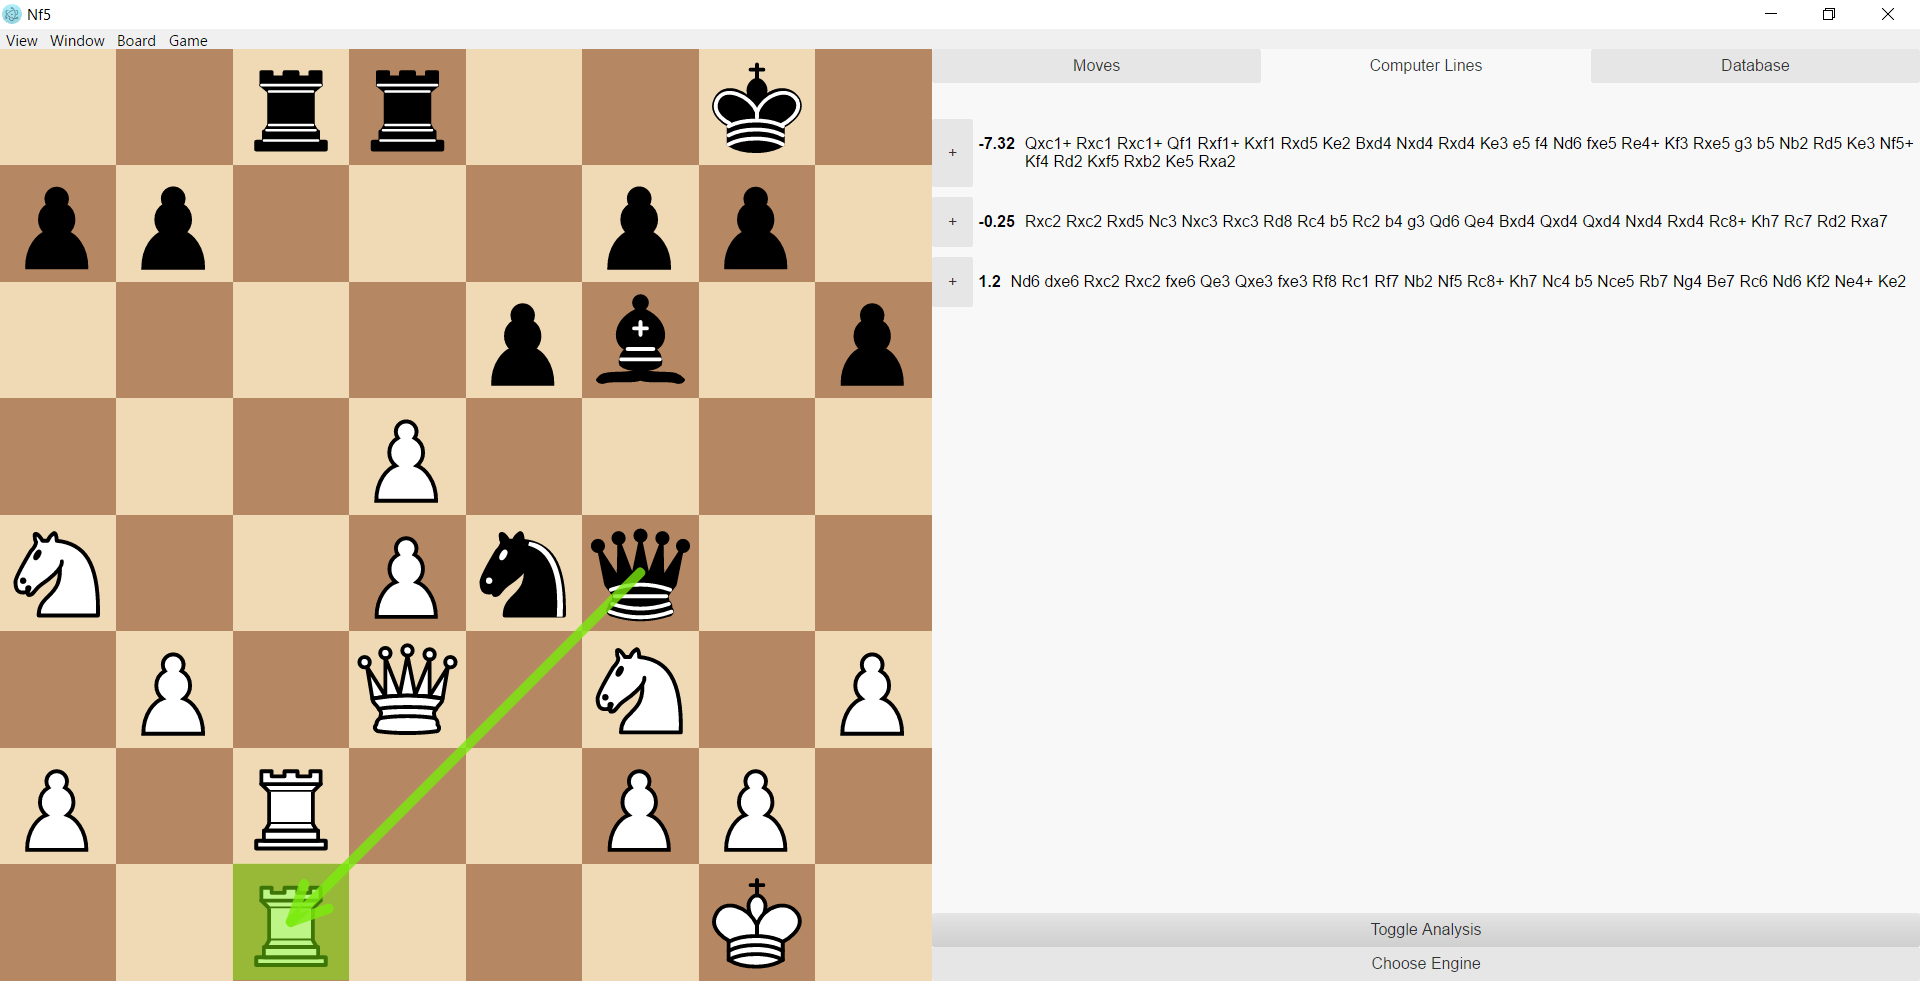 Nf5
View Window Board Game
Moves Computer Lines Database
+ -7.32 Qxc1+ Rxc1 Rxc1+ Qf1 Rxf1+ Kxf1 Rxd5 Ke2 Bxd4 Nxd4 Rxd4 Ke3 e5 f4 Nd6 fxe5 Re4+ Kf3 Rxe5 g3 b5 Nb2 Rd5 Ke3 Nf5+
Kf4 Rd2 Kxf5 Rxb2 Ke5 Rxa2
+ -0.25 Rxc2 Rxc2 Rxd5 Nc3 Nxc3 Rxc3 Rd8 Rc4 b5 Rc2 b4 g3 Qd6 Qe4 Bxd4 Qxd4 Qxd4 Nxd4 Rxd4 Rc8+ Kh7 Rc7 Rd2 Rxa7
+ 1.2 Nd6 dxe6 Rxc2 Rxc2 fxe6 Qe3 Qxe3 fxe3 Rf8 Rc1 Rf7 Nb2 Nf5 Rc8+ Kh7 Nc4 b5 Nce5 Rb7 Ng4 Be7 Rc6 Nd6 Kf2 Ne4+ Ke2
Toggle Analysis
Choose Engine